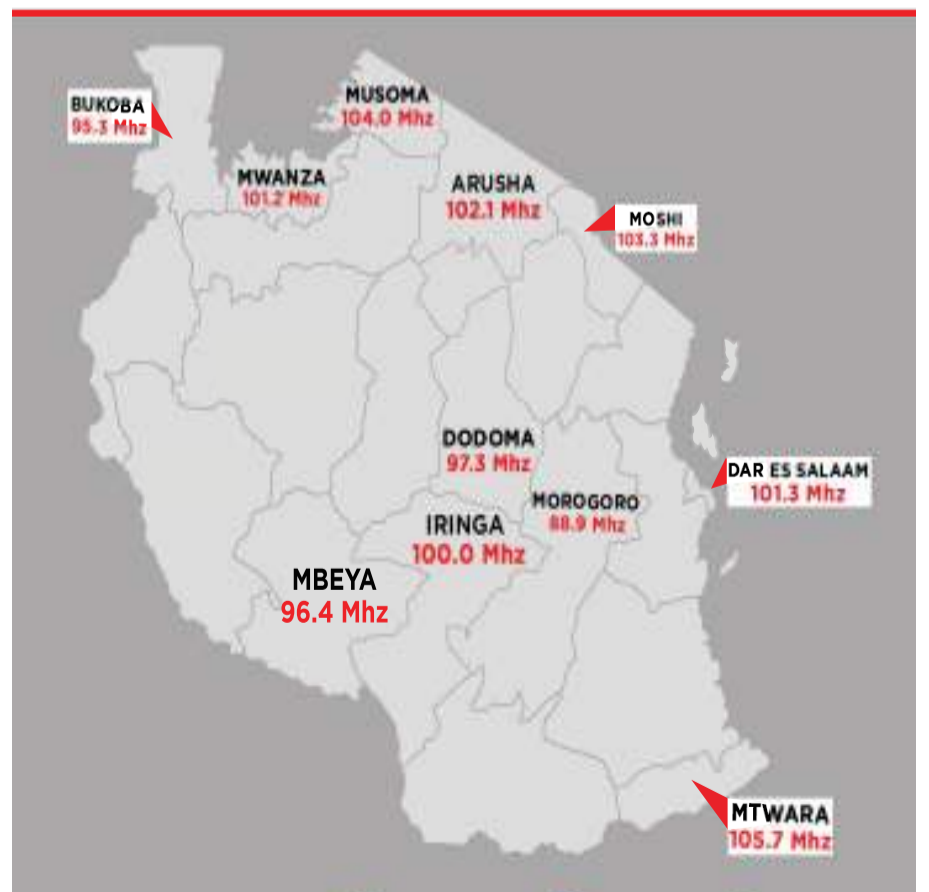 BUKOBA
95.3 Mhz
MUSOMA
104.0 Mhz
MWANZA
101.2 Mhz
ARUSHA
102.1 Mhz
MOSHI
103.3 Mhz
DODOMA
97.3 Mhz
DAR ES SALAAM
101.3 Mhz
MOROGORO
88.9 Mhz
IRINGA
100.0 Mhz
MBEYA
96.4 Mhz
MTWARA
105.7 Mhz